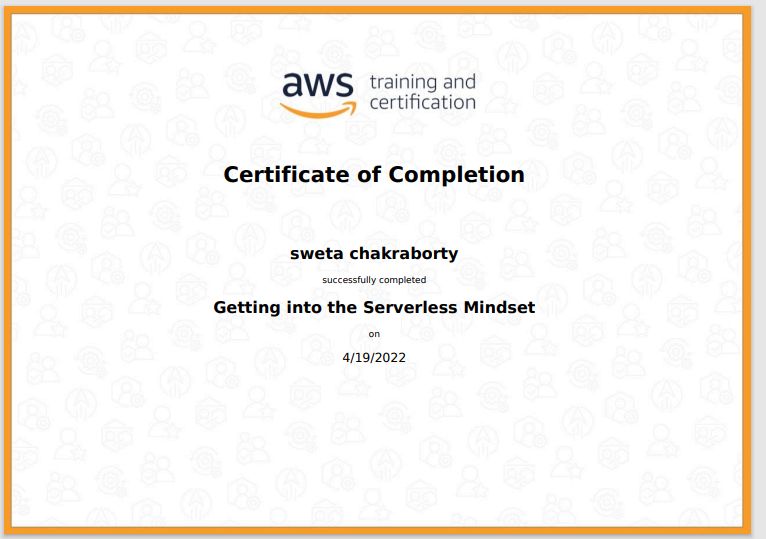 aws training and
certification
Certificate of Completion
sweta chakraborty
successfully completed
Getting into the Serverless Mindset
on
4/19/2022